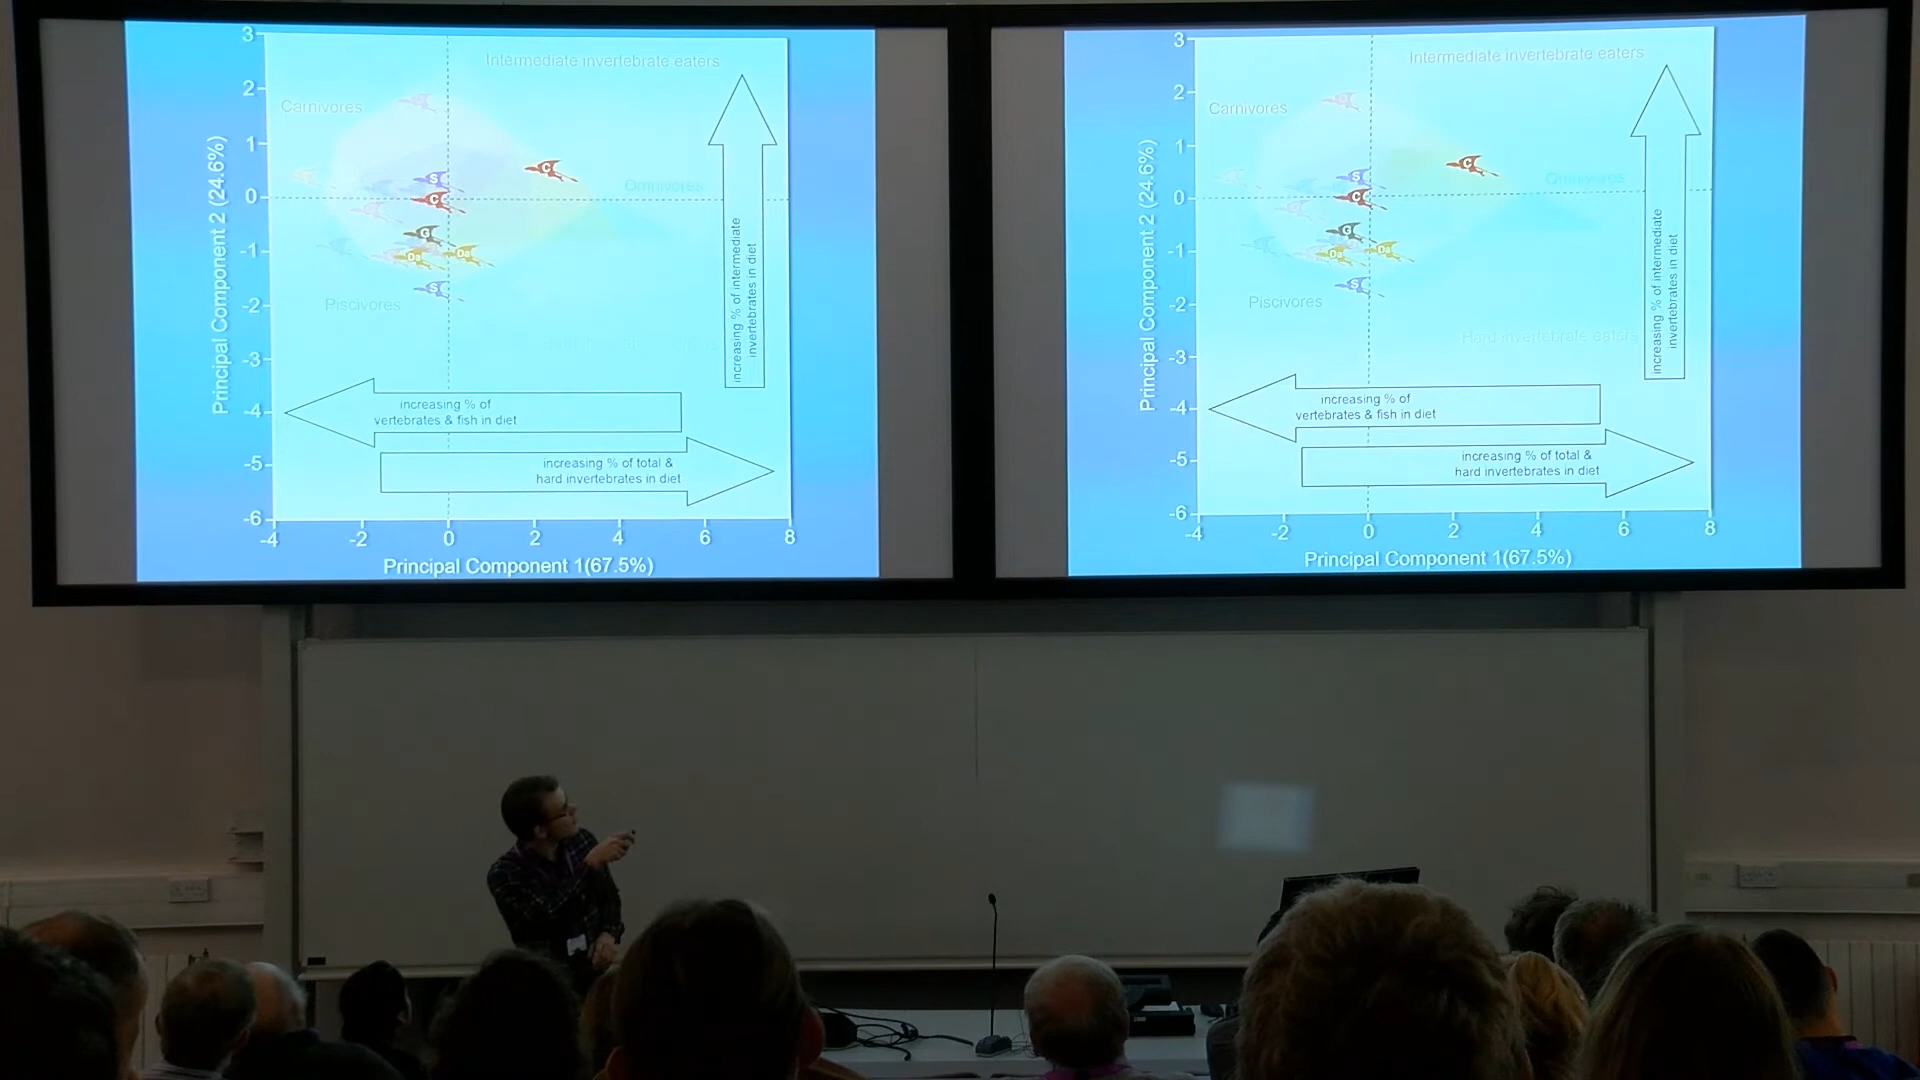 3
2
1
0
-1
-2
-3
-4
-5
-6
-4
-2
0
2
4
6
8
Principal Component 2 (24.6%)
Principal Component 1(67.5%)
Intermediate invertebrate eaters
Carnivores
Omnivores
Piscivores
S
C
C
G
Da
Da
S
increasing % of intermediate
invertebrates in diet
increasing % of
vertebrates & fish in diet
increasing % of total &
hard invertebrates in diet
3
2
1
0
-1
-2
-3
-4
-5
-6
-4
-2
0
2
4
6
8
Principal Component 2 (24.6%)
Principal Component 1(67.5%)
Intermediate invertebrate eaters
Carnivores
Omnivores
Piscivores
Hard invertebrate eaters
S
C
C
G
Da
Da
S
increasing % of intermediate
invertebrates in diet
increasing % of
vertebrates & fish in diet
increasing % of total &
hard invertebrates in diet